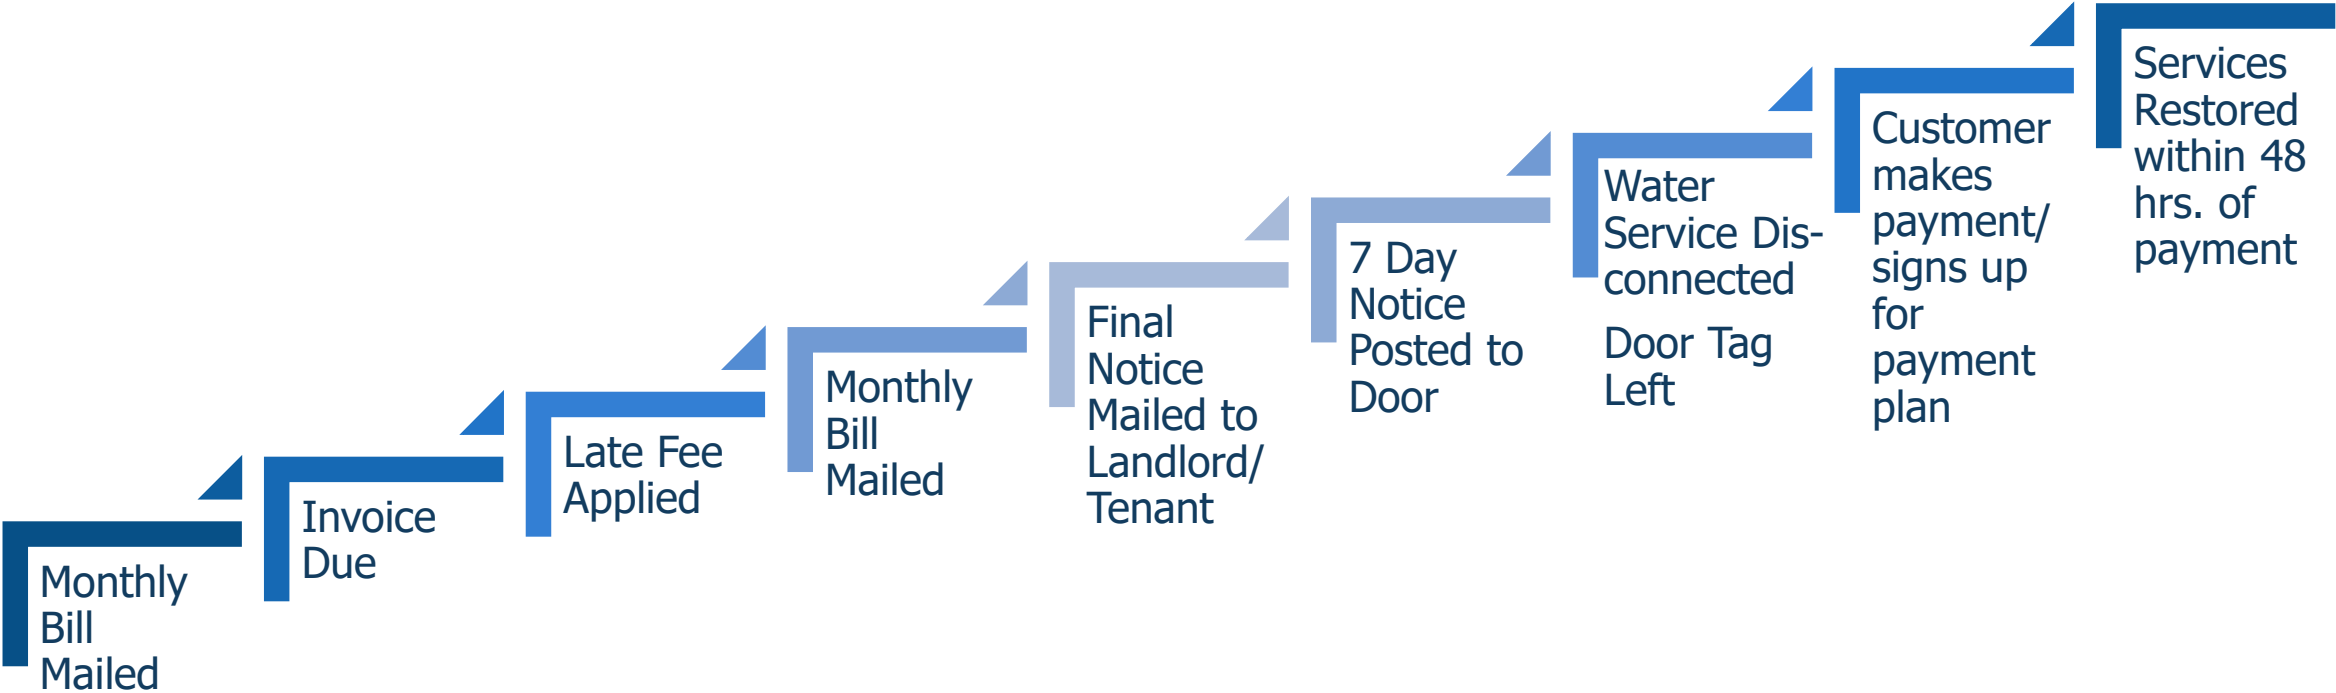 Monthly
Bill
Mailed
Invoice
Due
Late Fee
Applied
Monthly
Bill
Mailed
Final
Notice
Mailed to
Landlord/
Tenant
7 Day
Notice
Posted to
Door
Water
Service Dis-
connected
Door Tag
Left
Customer
makes
payment/
signs up
for
payment
plan
Services
Restored
within 48
hrs. of
payment